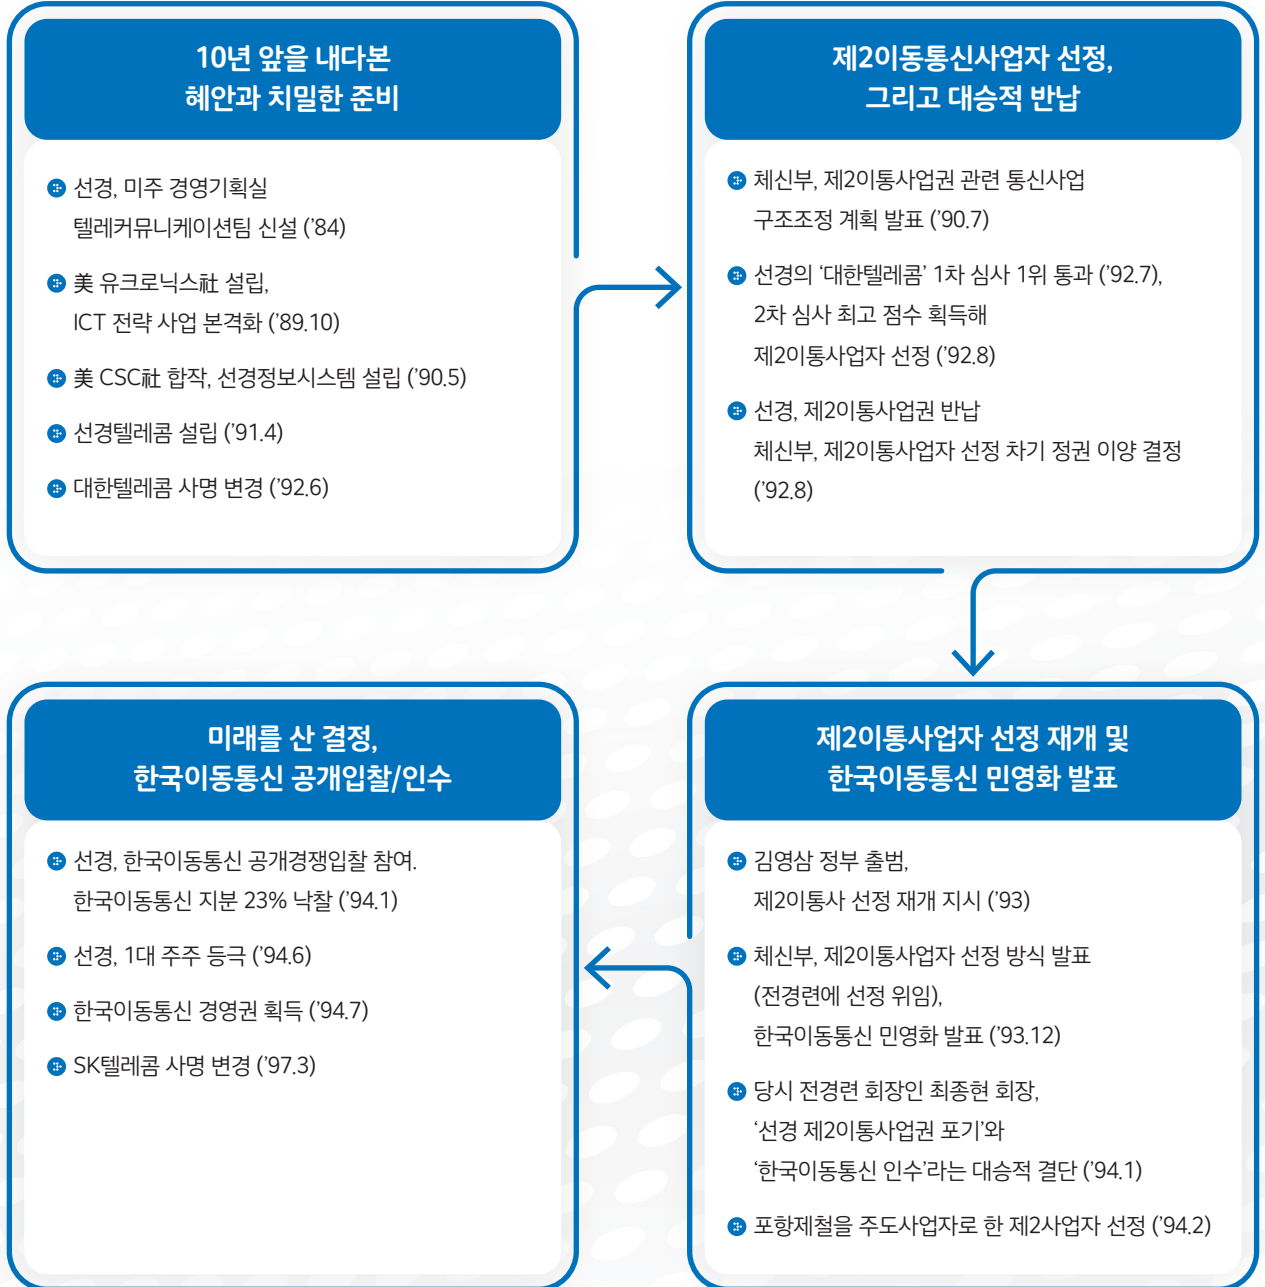 10년 앞을 내다본
혜안과 치밀한 준비
선경, 미주 경영기획실
텔레커뮤니케이션팀 신설 (’84)
美 유크로닉스社 설립,
ICT 전략 사업 본격화 (’89.10)
美 CSC社 합작, 선경정보시스템 설립 (’90.5)
선경텔레콤 설립 (’91.4)
대한텔레콤 사명 변경 (’92.6)
제2이동통신사업자 선정,
그리고 대승적 반납
체신부, 제2이통사업권 관련 통신사업
구조조정 계획 발표 (’90.7)
선경의 ‘대한텔레콤’ 1차 심사 1위 통과 (’92.7),
2차 심사 최고 점수 획득해
제2이통사업자 선정 (’92.8)
선경, 제2이통사업권 반납
체신부, 제2이통사업자 선정 차기 정권 이양 결정
(’92.8)
제2이통사업자 선정 재개 및
한국이동통신 민영화 발표
김영삼 정부 출범,
제2이통사 선정 재개 지시 (’93)
체신부, 제2이통사업자 선정 방식 발표
(전경련에 선정 위임),
한국이동통신 민영화 발표 (’93.12)
당시 전경련 회장인 최종현 회장,
‘선경 제2이통사업권 포기’와
‘한국이동통신 인수’라는 대승적 결단 (’94.1)
포항제철을 주도사업자로 한 제2사업자 선정 (’94.2)
미래를 산 결정,
한국이동통신 공개입찰/인수
선경, 한국이동통신 공개경쟁입찰 참여.
한국이동통신 지분 23% 낙찰 (’94.1)
선경, 1대 주주 등극 (’94.6)
한국이동통신 경영권 획득 (’94.7)
SK텔레콤 사명 변경 (’97.3)